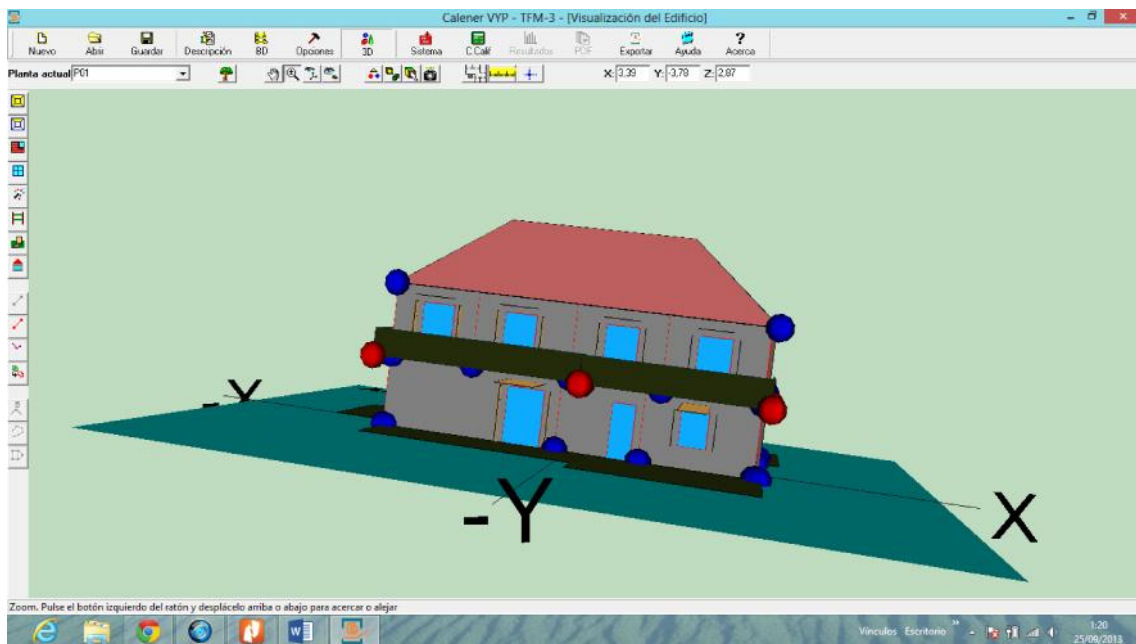 Calener VYP - TFM-3 - [Visualización del Edificio]
Nuevo Abrir Guardar Descripción BD Opciones 3D Sistema C.Calif Resultados PDF Exportar Ayuda Acerca
Planta actual P01 X: 3,39 Y: -3,78 Z: 2,87
Y
- Y
X
Zoom. Pulse el botón izquierdo del ratón y desplácelo arriba o abajo para acercar o alejar
Vínculos Escritorio 1:20
25/09/2013